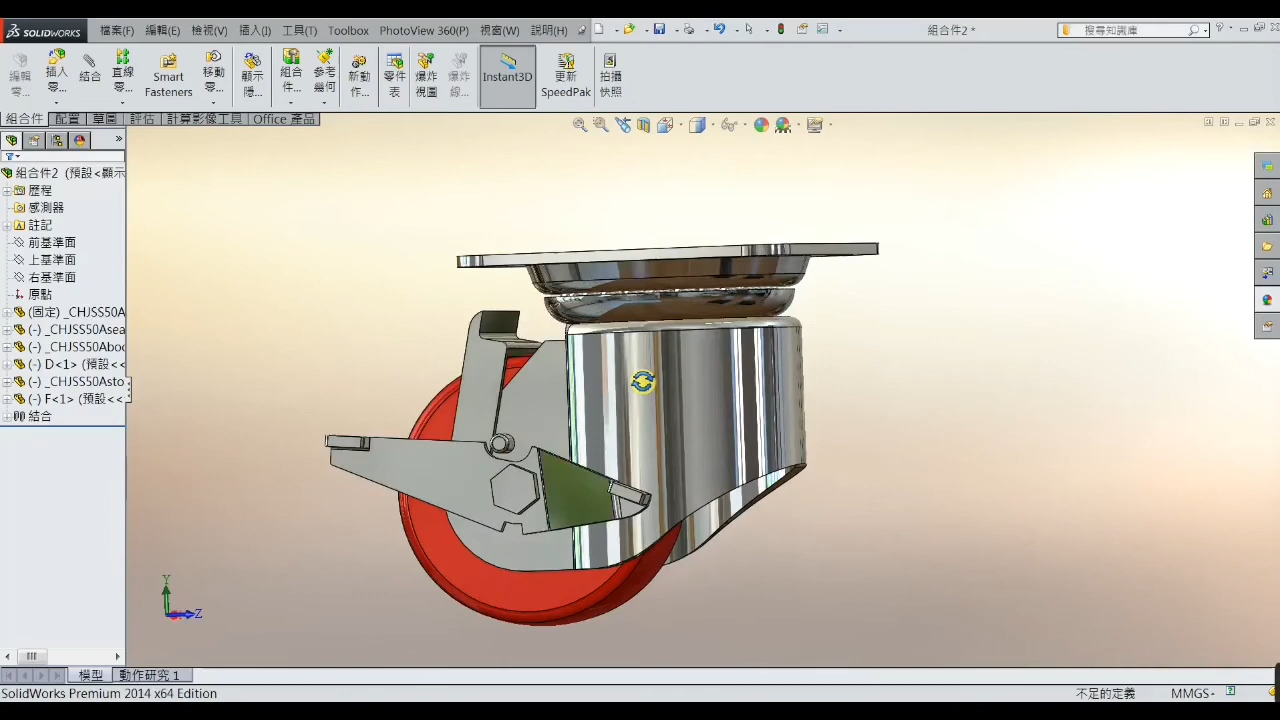 SOLIDWORKS 檔案(F) 編輯(E) 檢視(V) 插入(I) 工具(T) Toolbox PhotoView 360(P) 視窗(W) 說明(H) 組合件2 * 搜尋知識庫
編輯零... 插入零... 結合 直線零... Smart Fasteners 移動零... 顯示隱... 組合件... 參考幾何 新動作... 零件表 爆炸視圖 爆炸線... Instant3D 更新 SpeedPak 拍攝快照
組合件 配置 草圖 評估 計算影像工具 Office 產品
組合件2 (預設<顯示
歷程
感測器
註記
前基準面
上基準面
右基準面
原點
(固定) _CHJSS50A
(-) _CHJSS50Asea
(-) _CHJSS50Aboo
(-) D<1> (預設<<
(-) _CHJSS50Asto
(-) F<1> (預設<<
結合
Y
Z
模型 動作研究 1
SolidWorks Premium 2014 x64 Edition 不足的定義 MMGS